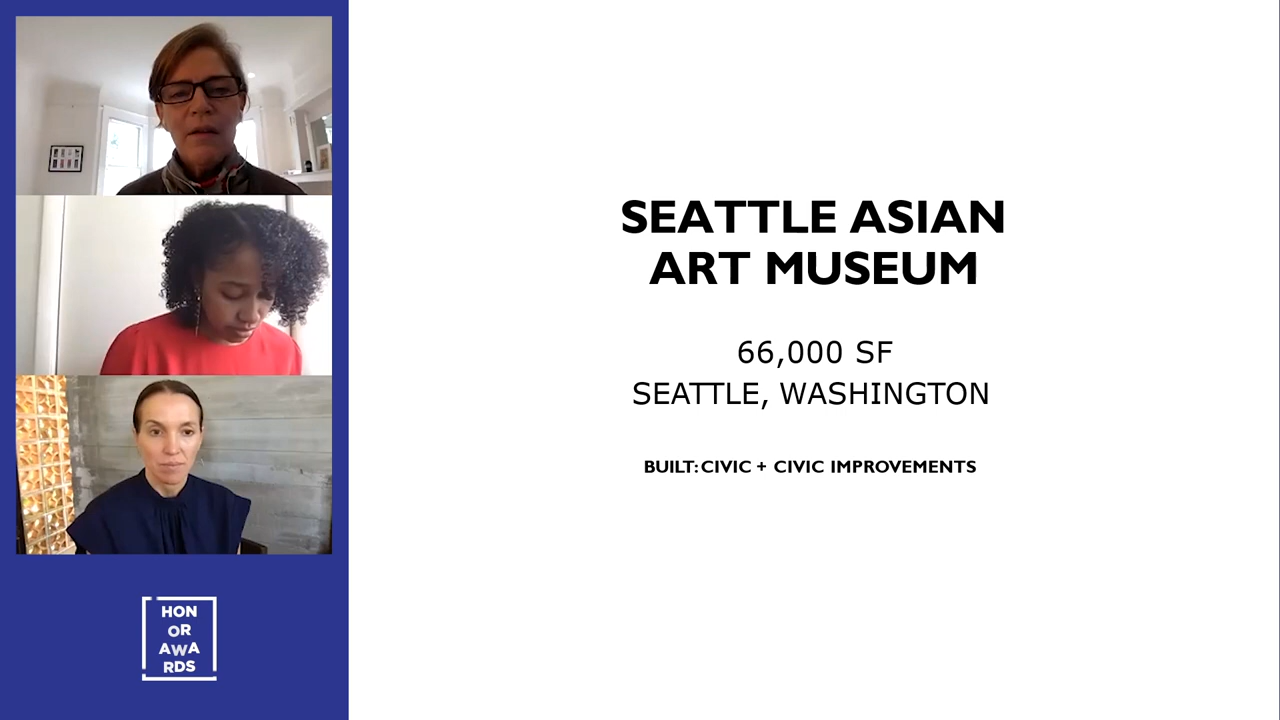 SEATTLE ASIAN
ART MUSEUM
66,000 SF
SEATTLE, WASHINGTON
BUILT: CIVIC + CIVIC IMPROVEMENTS
HON
OR
AWA
RDS